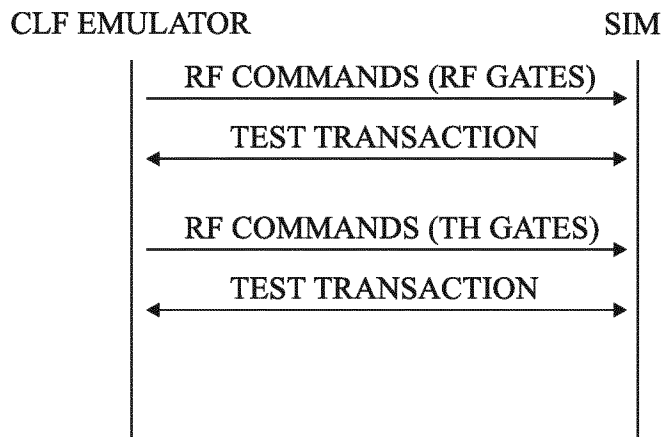 CLF EMULATOR SIM
RF COMMANDS (RF GATES)
TEST TRANSACTION
RF COMMANDS (TH GATES)
TEST TRANSACTION